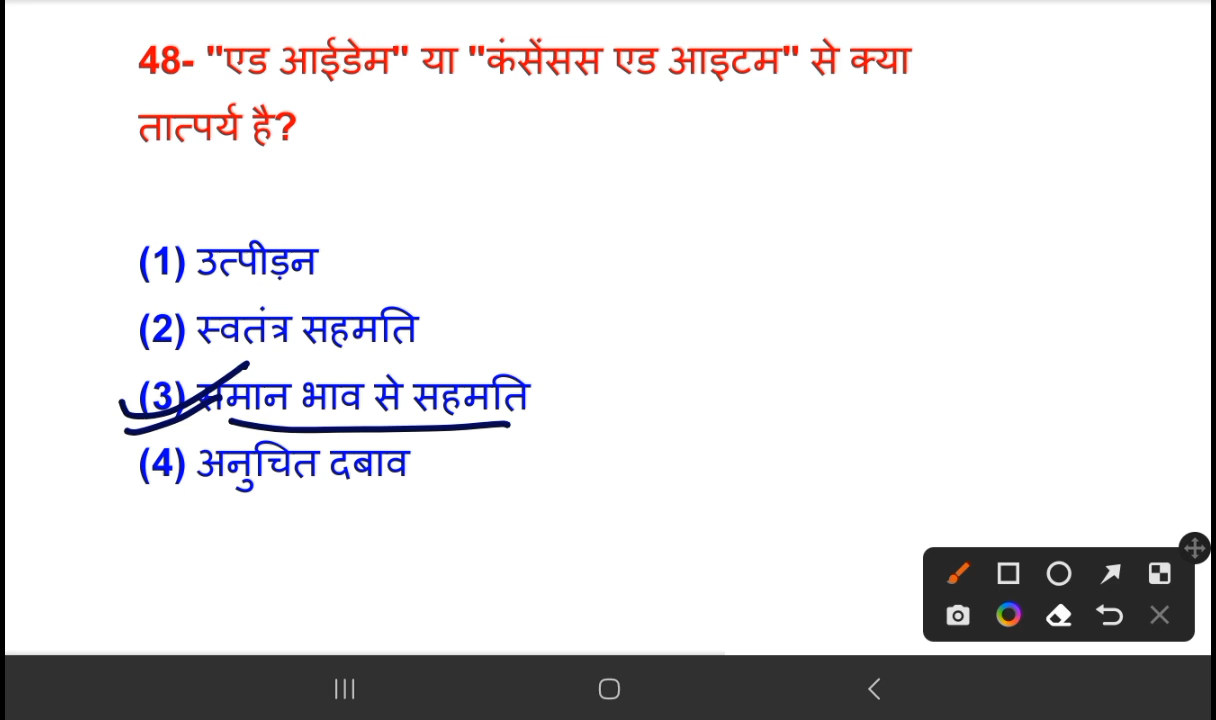 48- "एड आईडेम" या "कंसेंसस एड आइटम" से क्या
तात्पर्य है?
(1) उत्पीड़न
(2) स्वतंत्र सहमति
(3) समान भाव से सहमति
(4) अनुचित दबाव